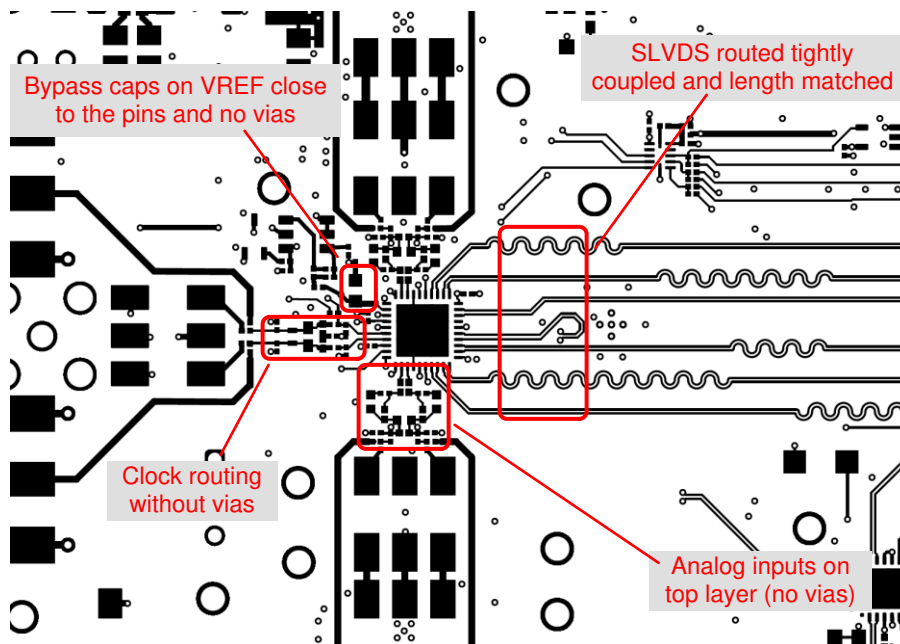 Bypass caps on VREF close
to the pins and no vias
SLVDS routed tightly
coupled and length matched
Clock routing
without vias
Analog inputs on
top layer (no vias)